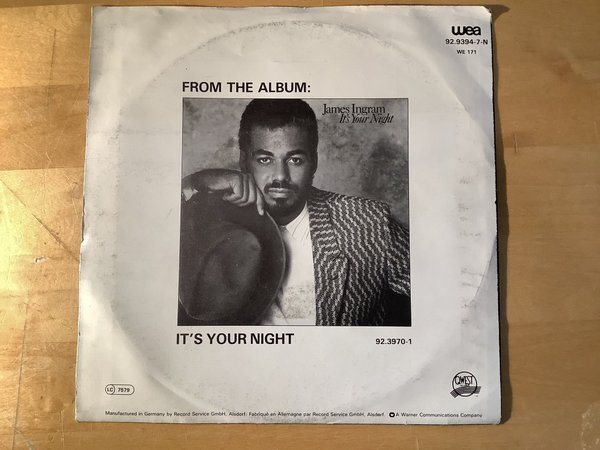 wea
92.9394-7-N
WE 171
FROM THE ALBUM:
James Ingram
It's Your Night
IT'S YOUR NIGHT
92.3970-1
LC 7579
QWEST
Manufactured in Germany by Record Service GmbH, Alsdorf. Fabriqué en Allemagne par Record Service GmbH, Alsdorf. A Warner Communications Company